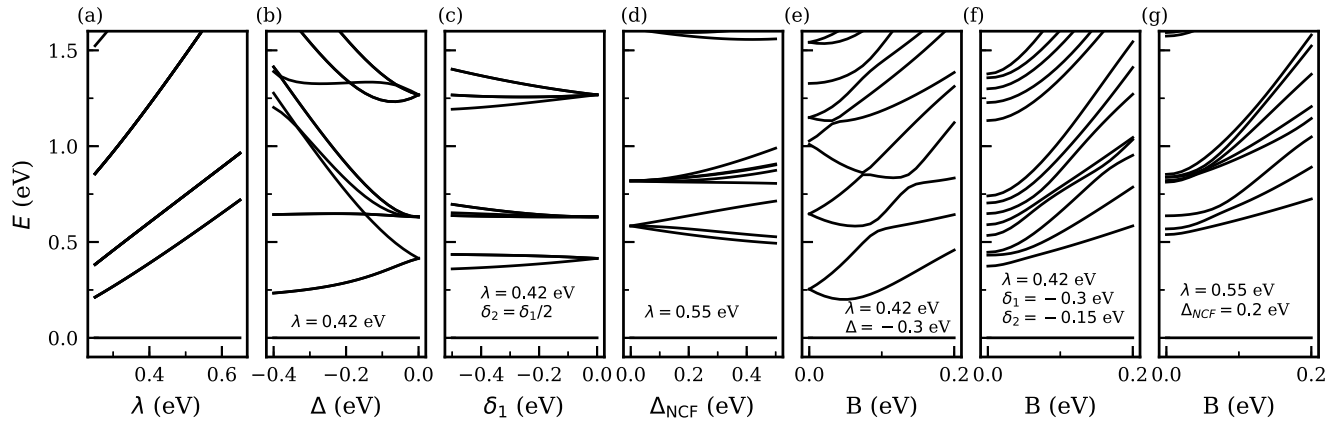 (a) (b) (c) (d) (e) (f) (g)
1.5
1.0
0.5
0.0
E (eV)
λ = 0.42 eV
λ = 0.42 eV
δ₂ = δ₁/2
λ = 0.55 eV
λ = 0.42 eV
Δ = −0.3 eV
λ = 0.42 eV
δ₁ = −0.3 eV
δ₂ = −0.15 eV
λ = 0.55 eV
Δ_NCF = 0.2 eV
0.4 0.6 −0.4 −0.2 0.0 −0.4 −0.2 0.0 0.0 0.2 0.4 0.0 0.2 0.0 0.2 0.0 0.2
λ (eV) Δ (eV) δ₁ (eV) Δ_NCF (eV) B (eV) B (eV) B (eV)